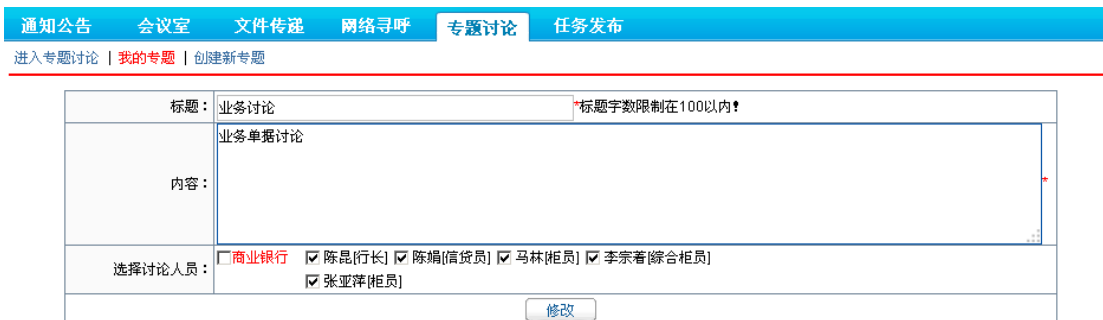 通知公告 会议室 文件传递 网络寻呼 专题讨论 任务发布
进入专题讨论 | 我的专题 | 创建新专题
标题： 业务讨论 *标题字数限制在100以内!
业务单据讨论
内容： *
选择讨论人员： 商业银行 陈昆[行长] 陈娟[信贷员] 马林[柜员] 李宗着[综合柜员]
张亚萍[柜员]
修改